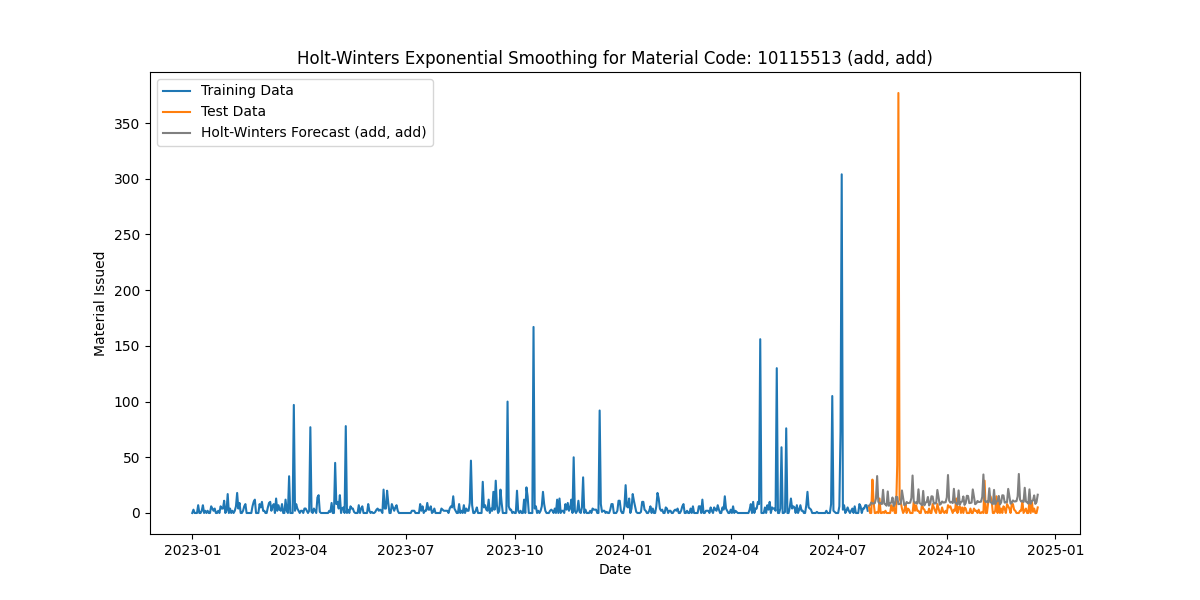 Holt-Winters Exponential Smoothing for Material Code: 10115513 (add, add)
Training Data
Test Data
Holt-Winters Forecast (add, add)
350
300
250
200
150
100
50
0
Material Issued
2023-01 2023-04 2023-07 2023-10 2024-01 2024-04 2024-07 2024-10 2025-01
Date